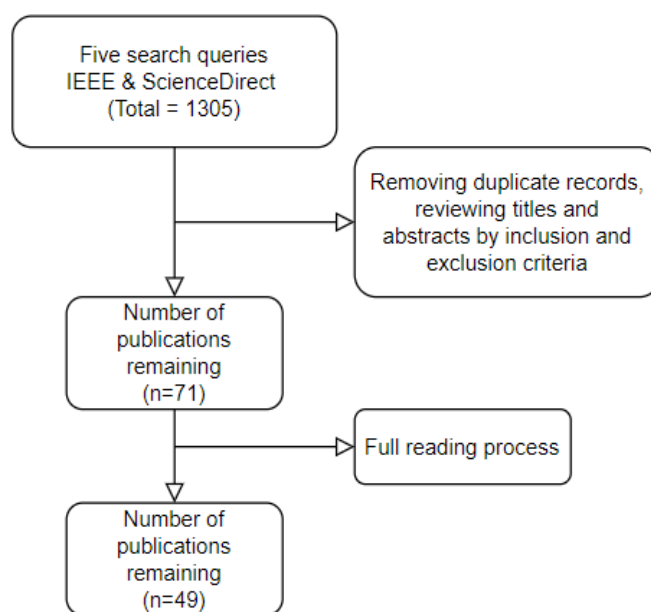 Five search queries
IEEE & ScienceDirect
(Total = 1305)
Removing duplicate records,
reviewing titles and
abstracts by inclusion and
exclusion criteria
Number of
publications
remaining
(n=71)
Full reading process
Number of
publications
remaining
(n=49)